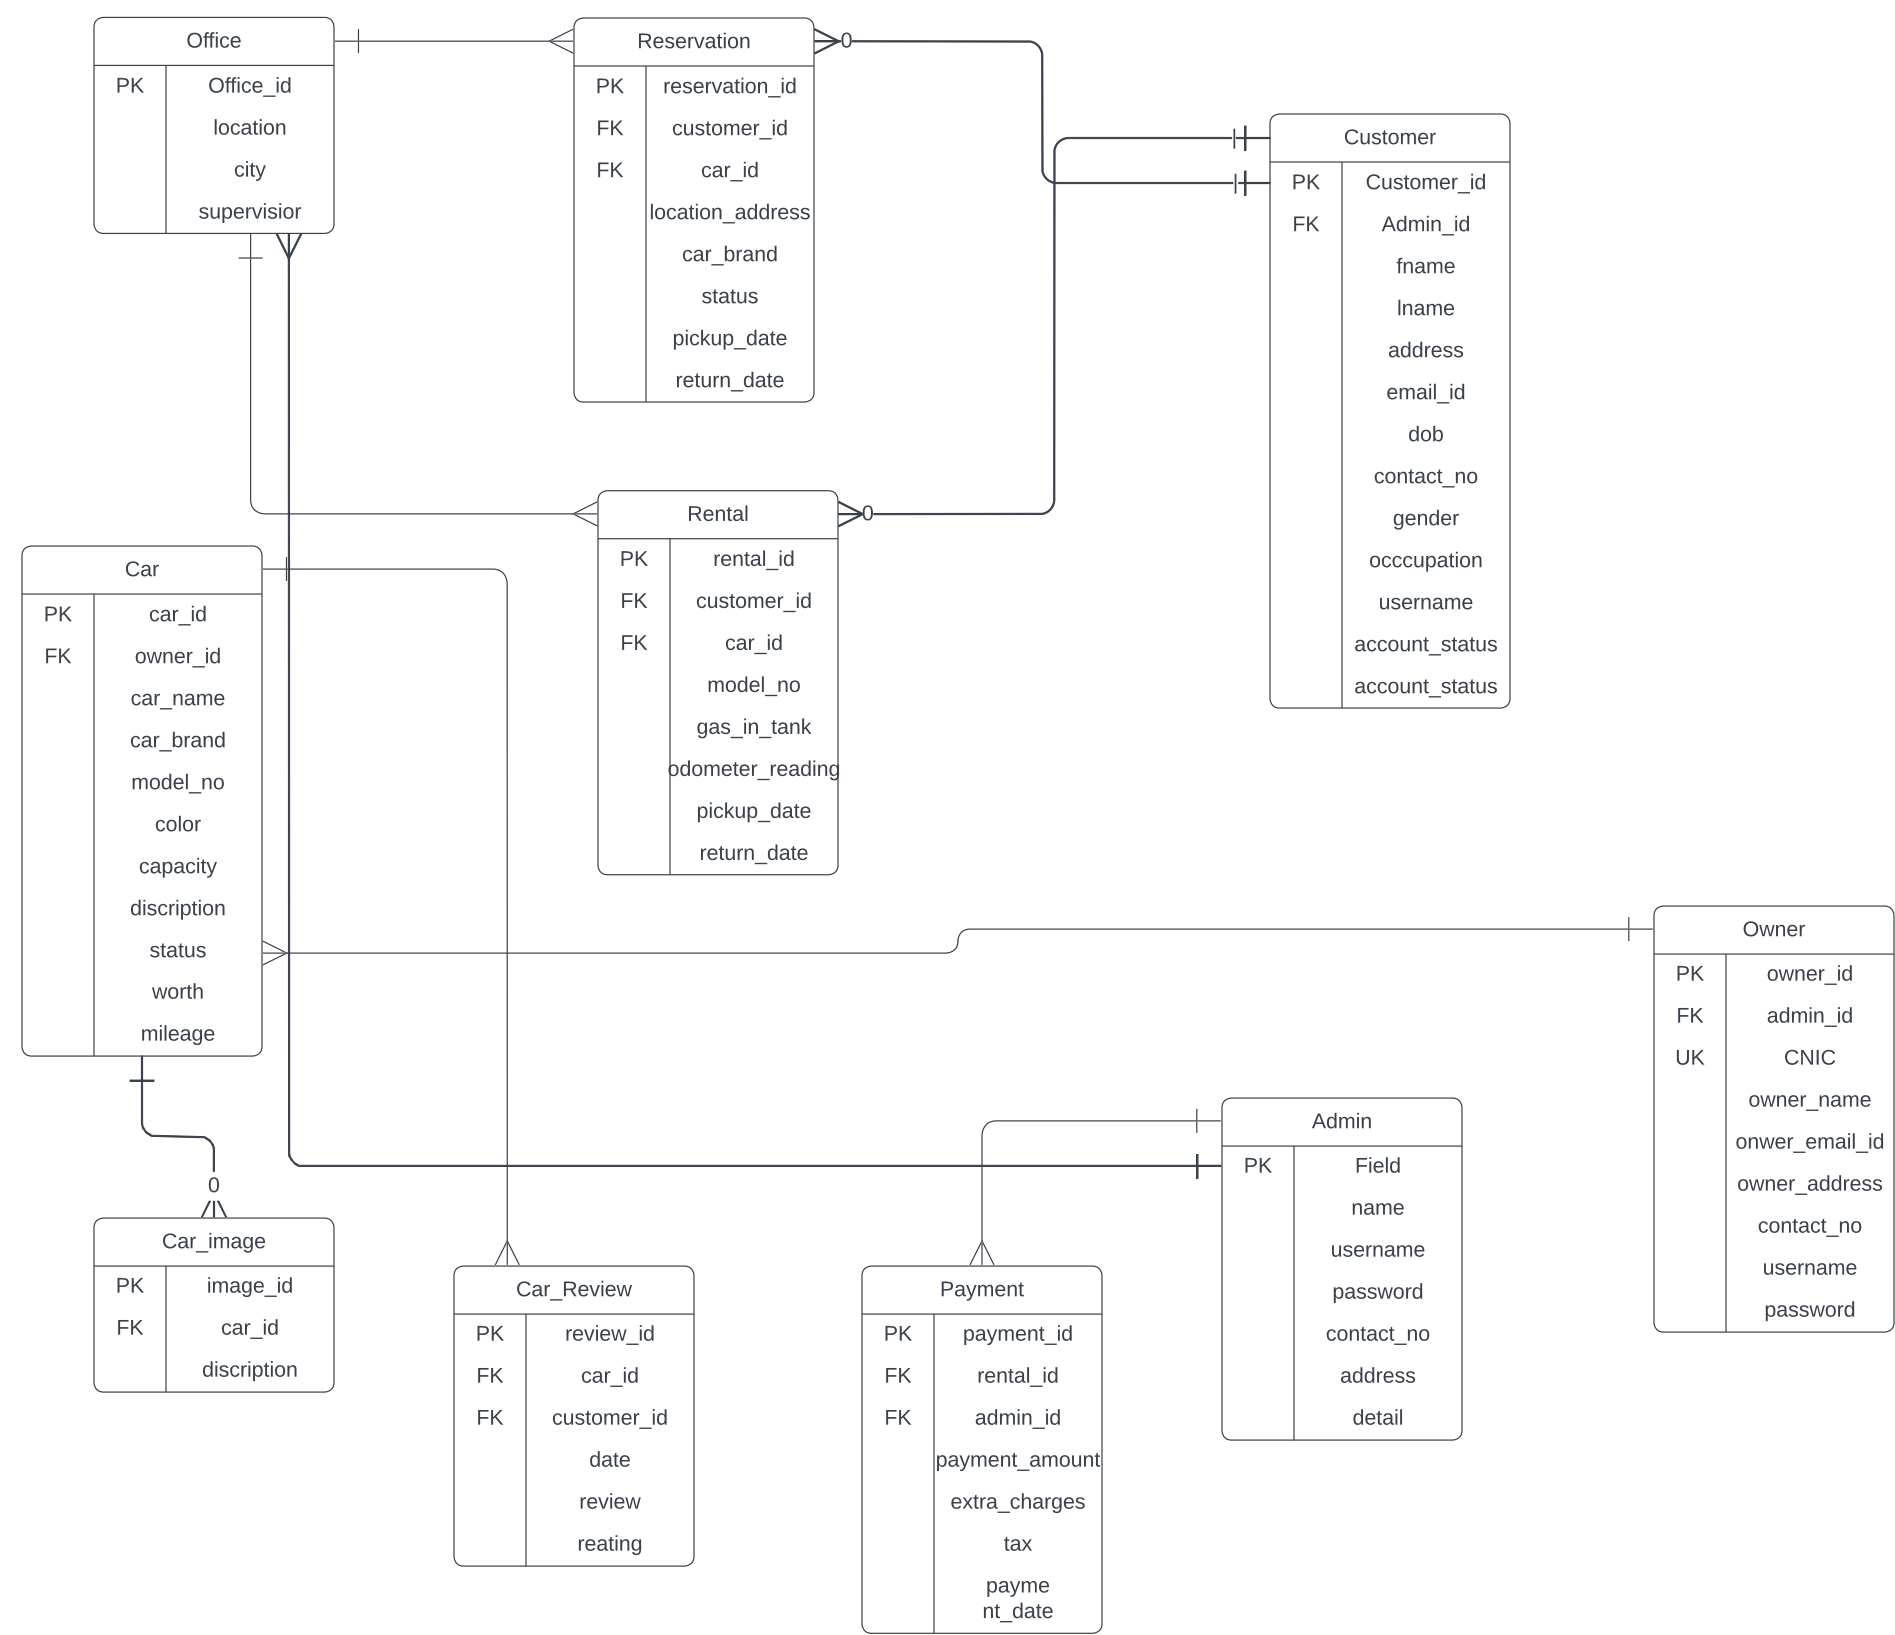 Office
PK Office_id
location
city
supervisior
Reservation
PK reservation_id
FK customer_id
FK car_id
location_address
car_brand
status
pickup_date
return_date
0
Customer
PK Customer_id
FK Admin_id
fname
lname
address
email_id
dob
contact_no
gender
occcupation
username
account_status
account_status
Rental
PK rental_id
FK customer_id
FK car_id
model_no
gas_in_tank
odometer_reading
pickup_date
return_date
0
Car
PK car_id
FK owner_id
car_name
car_brand
model_no
color
capacity
discription
status
worth
mileage
Owner
PK owner_id
FK admin_id
UK CNIC
owner_name
onwer_email_id
owner_address
contact_no
username
password
Admin
PK Field
name
username
password
contact_no
address
detail
0
Car_image
PK image_id
FK car_id
discription
Car_Review
PK review_id
FK car_id
FK customer_id
date
review
reating
Payment
PK payment_id
FK rental_id
FK admin_id
payment_amount
extra_charges
tax
payme
nt_date